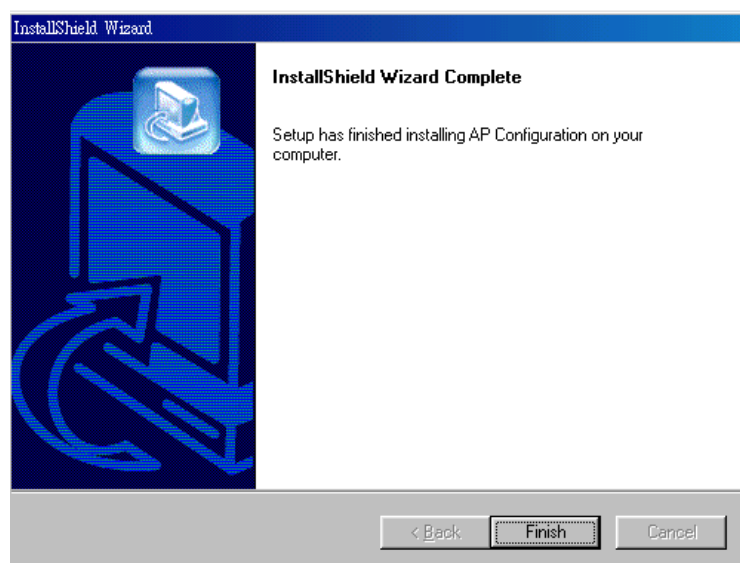 InstallShield Wizard
InstallShield Wizard Complete
Setup has finished installing AP Configuration on your
computer.
< Back
Finish
Cancel